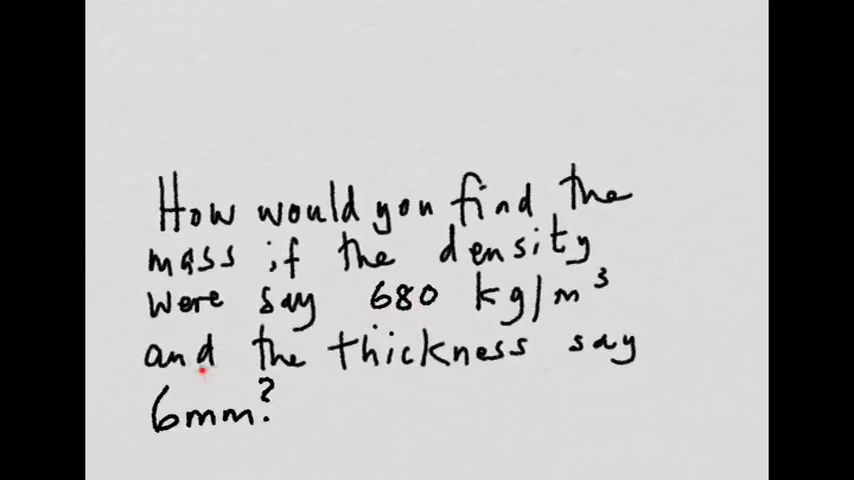 How would you find the
mass if the density
were say 680 kg/m³
and the thickness say
6mm?